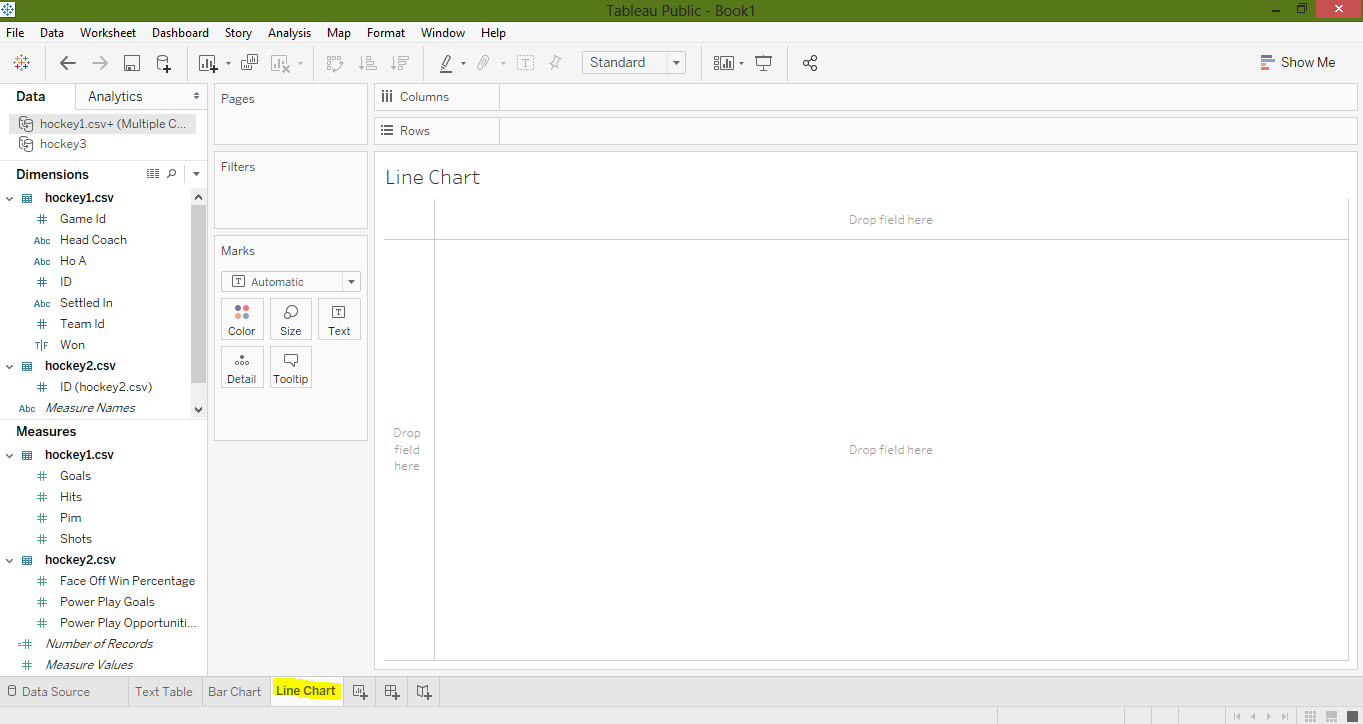 Tableau Public - Book1
File Data Worksheet Dashboard Story Analysis Map Format Window Help
Standard
Show Me
Data Analytics
hockey1.csv+ (Multiple C...
hockey3
Dimensions
hockey1.csv
Game Id
Abc Head Coach
Abc Ho A
ID
Abc Settled In
Team Id
T|F Won
hockey2.csv
ID (hockey2.csv)
Abc Measure Names
Measures
hockey1.csv
Goals
Hits
Pim
Shots
hockey2.csv
Face Off Win Percentage
Power Play Goals
Power Play Opportuniti...
Number of Records
Measure Values
Pages
Filters
Marks
Automatic
Color Size Text
Detail Tooltip
Columns
Rows
Line Chart
Drop field here
Drop
field
here
Drop field here
Data Source Text Table Bar Chart Line Chart